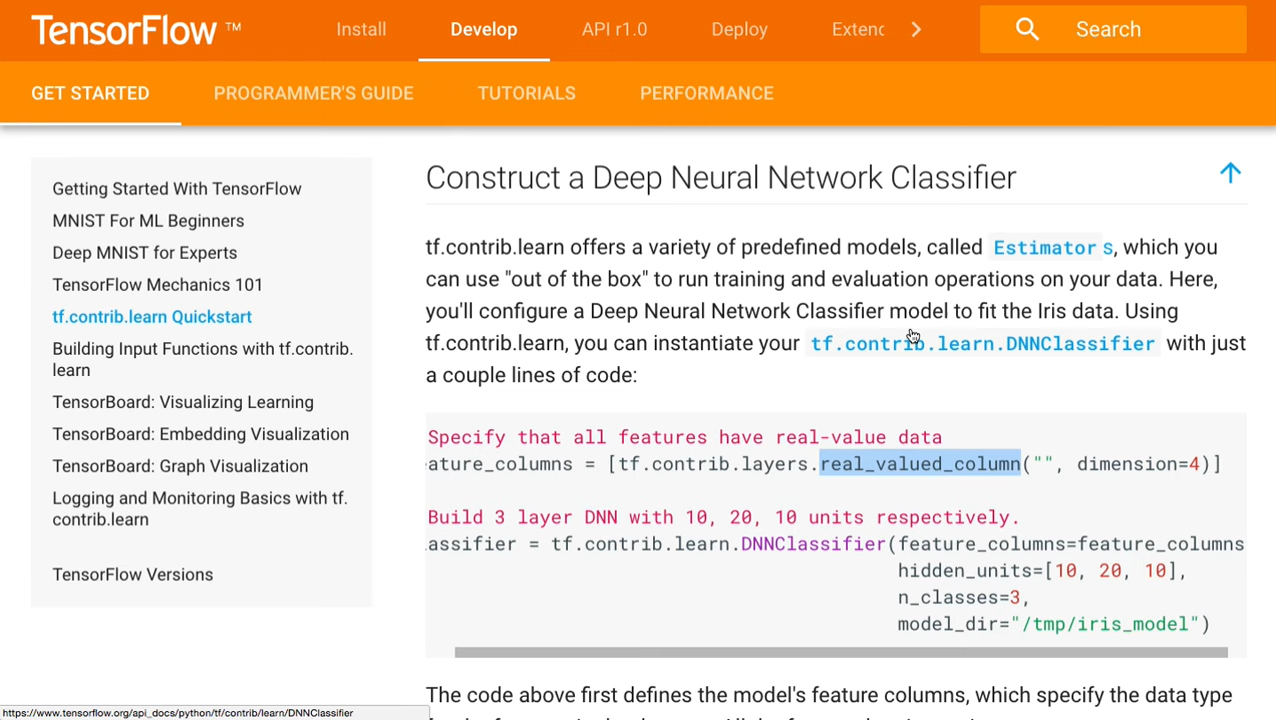 TensorFlow ™
Install Develop API r1.0 Deploy Extend Search
GET STARTED PROGRAMMER'S GUIDE TUTORIALS PERFORMANCE
Getting Started With TensorFlow
MNIST For ML Beginners
Deep MNIST for Experts
TensorFlow Mechanics 101
tf.contrib.learn Quickstart
Building Input Functions with tf.contrib.
learn
TensorBoard: Visualizing Learning
TensorBoard: Embedding Visualization
TensorBoard: Graph Visualization
Logging and Monitoring Basics with tf.
contrib.learn
TensorFlow Versions
Construct a Deep Neural Network Classifier
tf.contrib.learn offers a variety of predefined models, called Estimators, which you
can use "out of the box" to run training and evaluation operations on your data. Here,
you'll configure a Deep Neural Network Classifier model to fit the Iris data. Using
tf.contrib.learn, you can instantiate your tf.contrib.learn.DNNClassifier with just
a couple lines of code:
Specify that all features have real-value data
ature_columns = [tf.contrib.layers.real_valued_column("", dimension=4)]
Build 3 layer DNN with 10, 20, 10 units respectively.
assifier = tf.contrib.learn.DNNClassifier(feature_columns=feature_columns
hidden_units=[10, 20, 10],
n_classes=3,
model_dir="/tmp/iris_model")
The code above first defines the model's feature columns, which specify the data type
https://www.tensorflow.org/api_docs/python/tf/contrib/learn/DNNClassifier